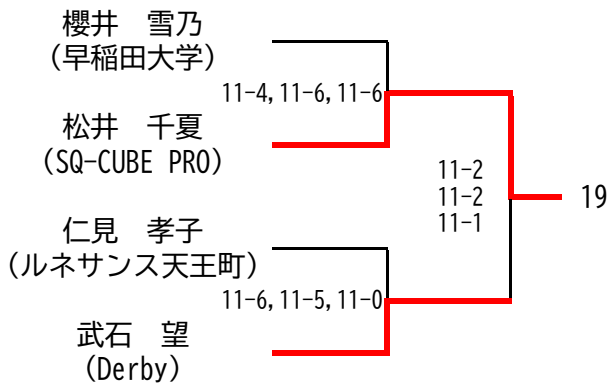 櫻井　雪乃
(早稲田大学)
11-4,11-6,11-6
松井　千夏
(SQ-CUBE PRO)
11-2
11-2
11-1
19
仁見　孝子
(ルネサンス天王町)
11-6,11-5,11-0
武石　望
(Derby)